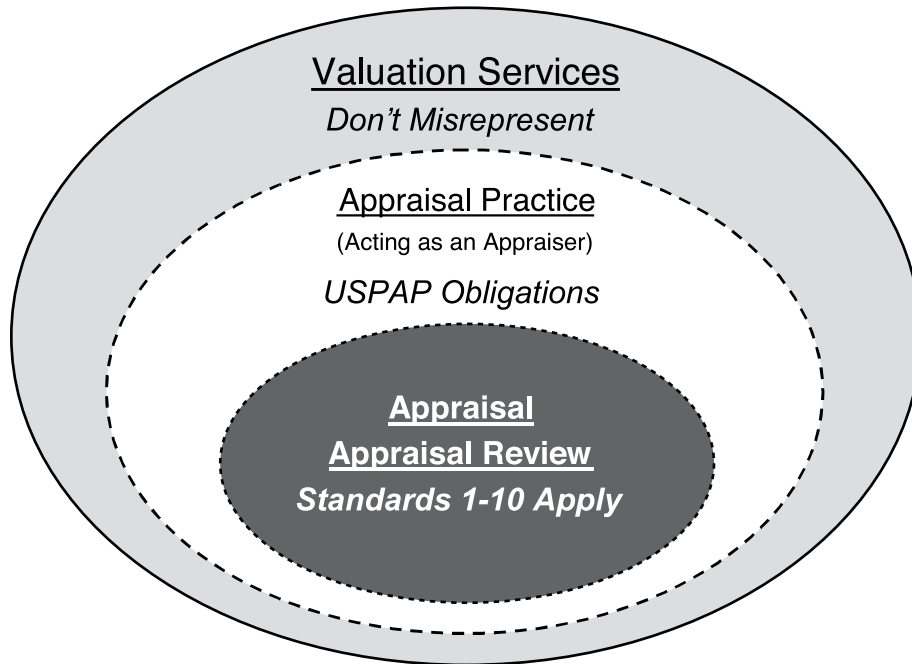 Valuation Services
Don’t Misrepresent
Appraisal Practice
(Acting as an Appraiser)
USPAP Obligations
Appraisal
Appraisal Review
Standards 1-10 Apply